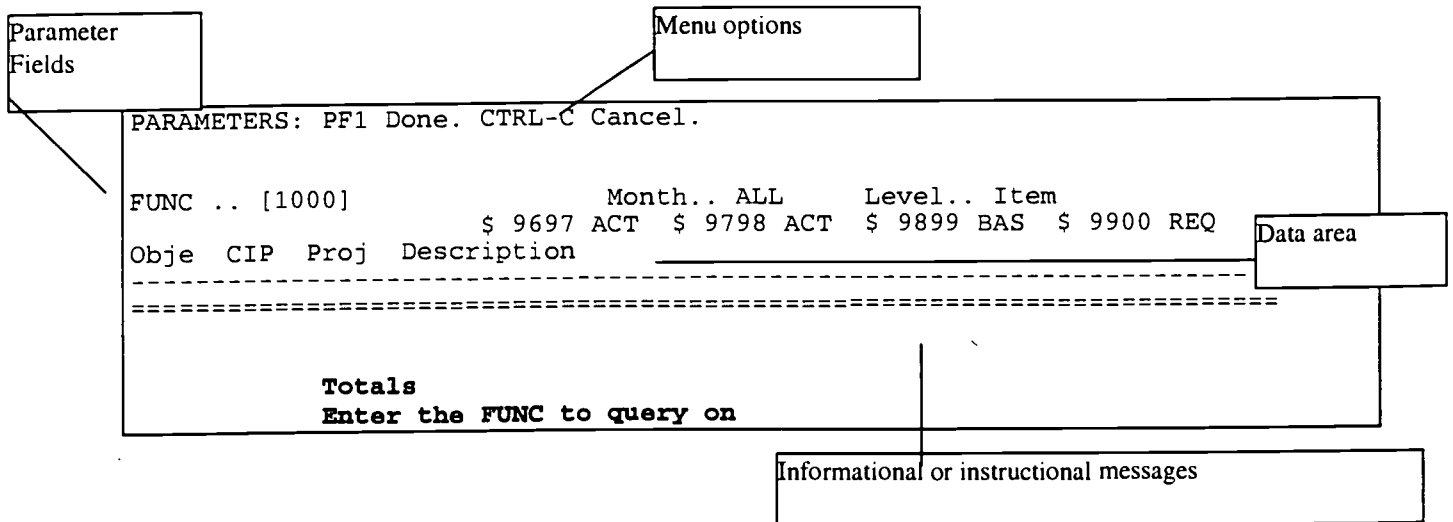 Parameter
Fields
Menu options
PARAMETERS: PF1 Done. CTRL-C Cancel.
FUNC .. [1000] Month.. ALL Level.. Item
$ 9697 ACT $ 9798 ACT $ 9899 BAS $ 9900 REQ
Data area
Obje CIP Proj Description
Totals
Enter the FUNC to query on
Informational or instructional messages